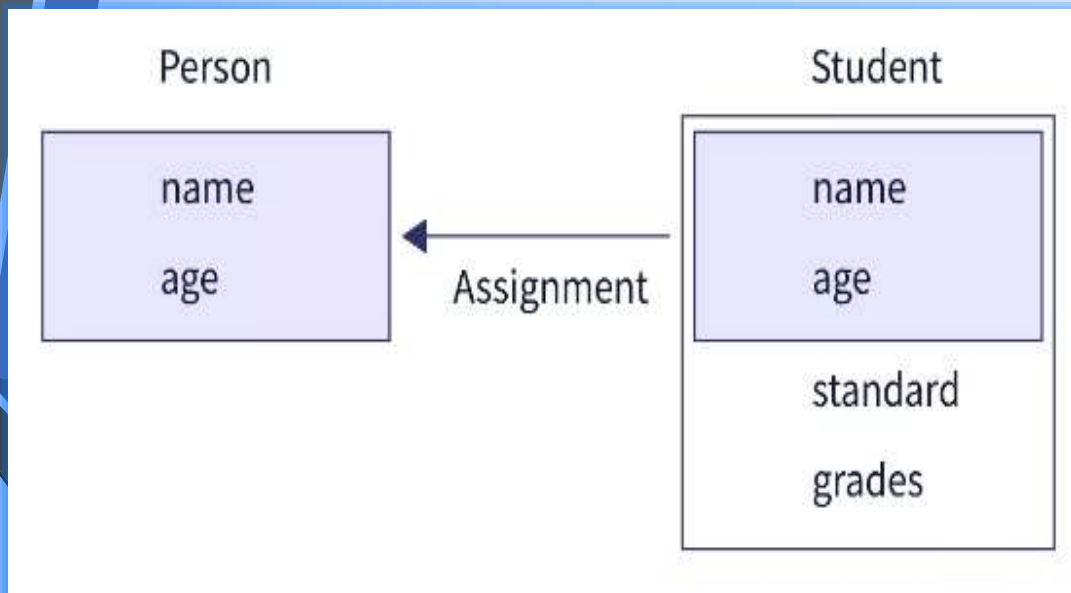 Person
name
age
Assignment
Student
name
age
standard
grades